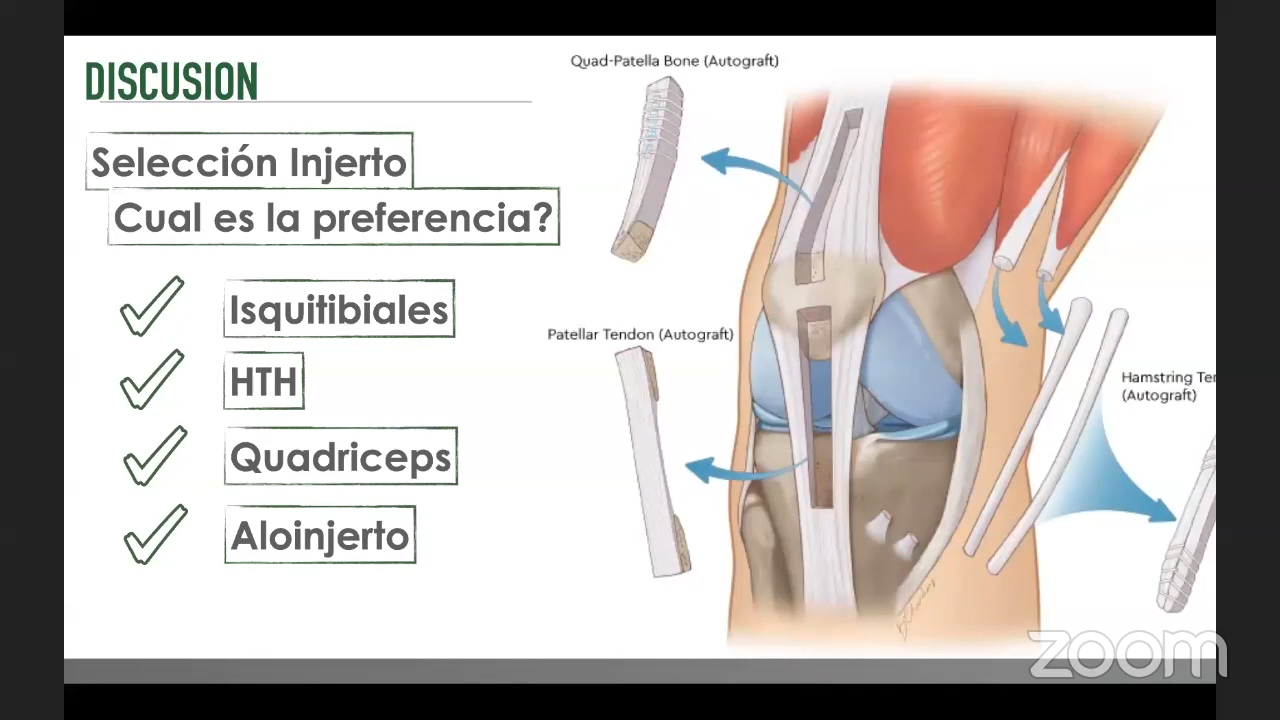 DISCUSION
Selección Injerto
Cual es la preferencia?
Isquitibiales
HTH
Quadriceps
Aloinjerto
Quad-Patella Bone (Autograft)
Patellar Tendon (Autograft)
Hamstring Ter
(Autograft)
zoom